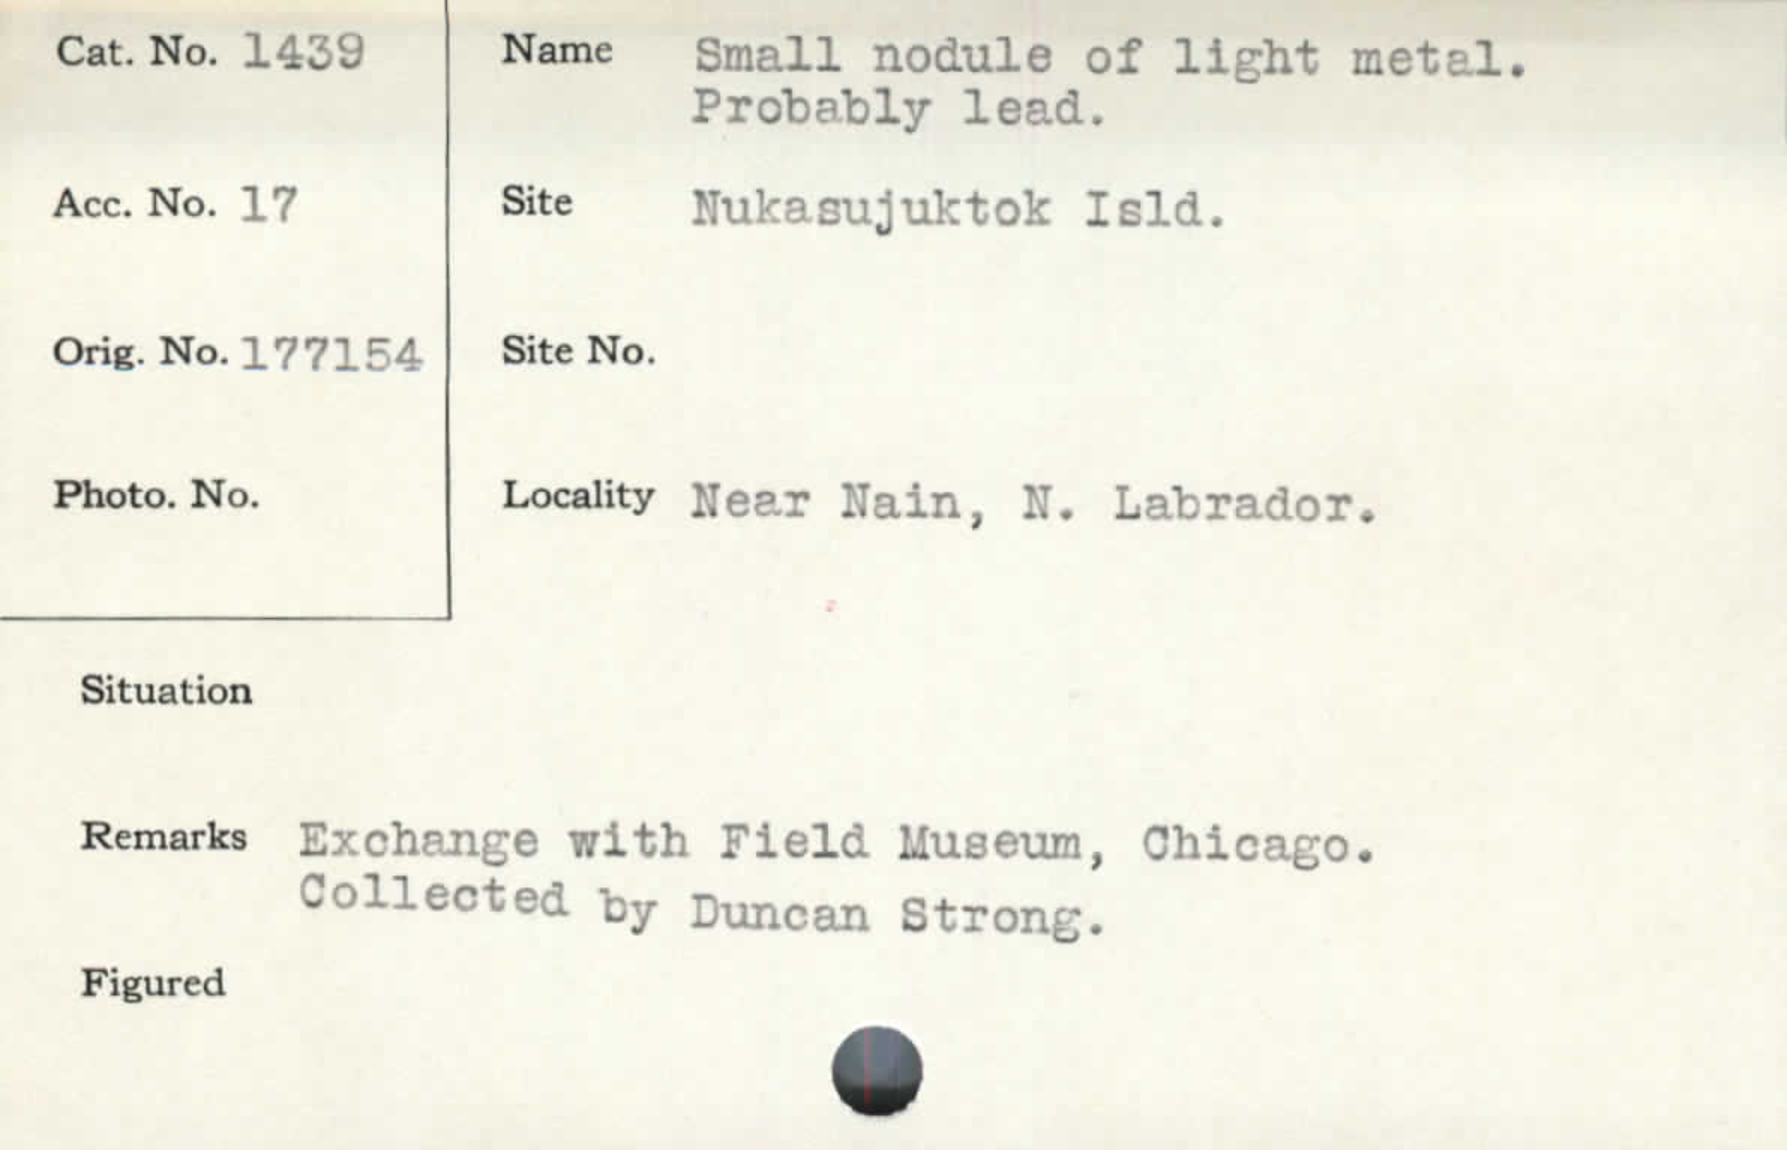 Cat. No. 1439
Name Small nodule of light metal.
Probably lead.
Acc. No. 17
Site Nukasujuktok Isld.
Orig. No. 177154
Site No.
Photo. No.
Locality Near Nain, N. Labrador.
Situation
Remarks Exchange with Field Museum, Chicago.
Collected by Duncan Strong.
Figured